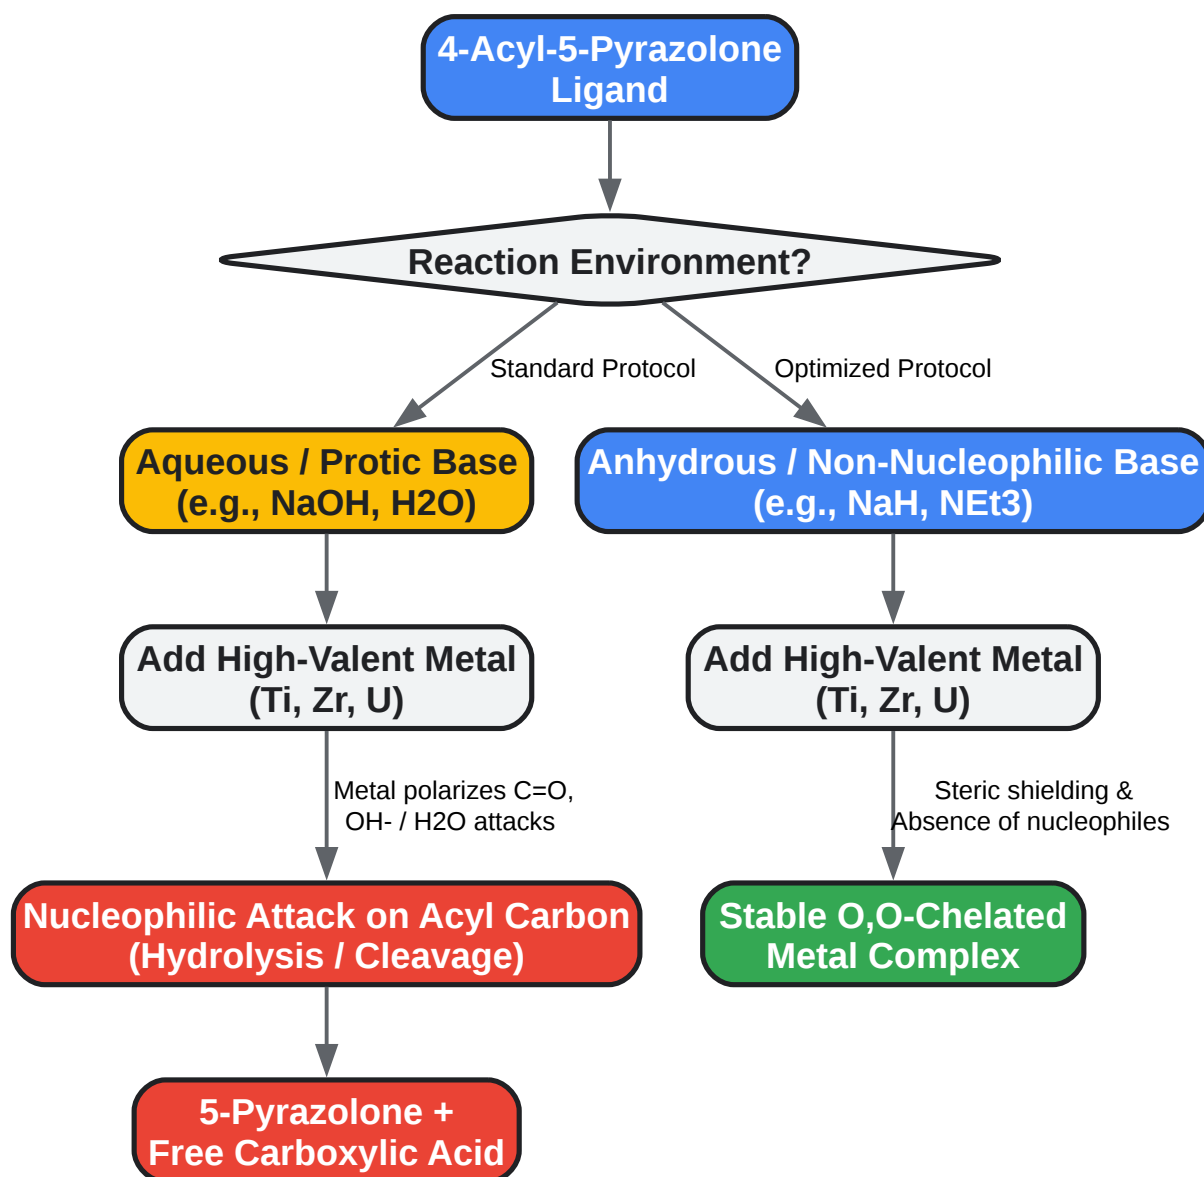 4-Acyl-5-Pyrazolone
Ligand
Reaction Environment?
Standard Protocol
Optimized Protocol
Aqueous / Protic Base
(e.g., NaOH, H2O)
Anhydrous / Non-Nucleophilic Base
(e.g., NaH, NEt3)
Add High-Valent Metal
(Ti, Zr, U)
Add High-Valent Metal
(Ti, Zr, U)
Metal polarizes C=O,
OH- / H2O attacks
Steric shielding &
Absence of nucleophiles
Nucleophilic Attack on Acyl Carbon
(Hydrolysis / Cleavage)
Stable O,O-Chelated
Metal Complex
5-Pyrazolone +
Free Carboxylic Acid